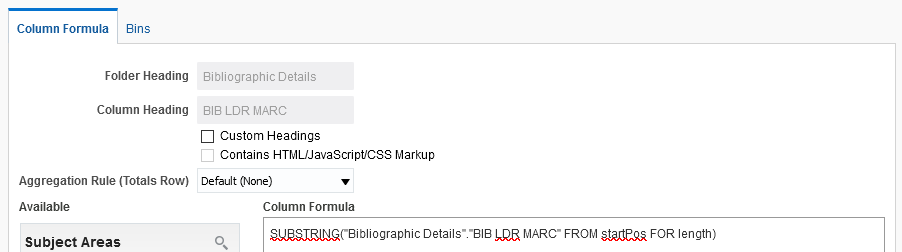 Column Formula Bins
Folder Heading Bibliographic Details
Column Heading BIB LDR MARC
Custom Headings
Contains HTML/JavaScript/CSS Markup
Aggregation Rule (Totals Row) Default (None)
Available Column Formula
Subject Areas SUBSTRING("Bibliographic Details"."BIB LDR MARC" FROM startPos FOR length)